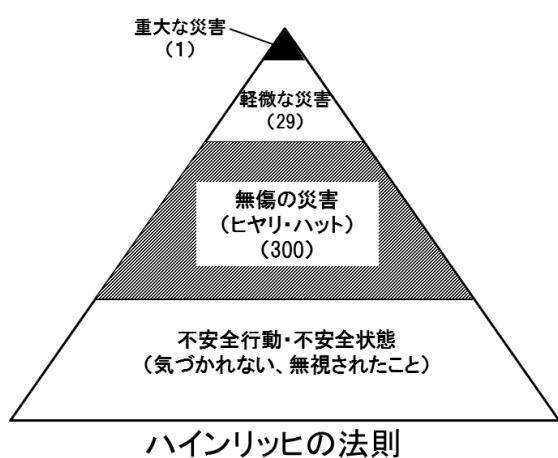 重大な災害
（1）
軽微な災害
（29）
無傷の災害
（ヒヤリ・ハット）
（300）
不安全行動・不安全状態
（気づかれない、無視されたこと）
ハインリッヒの法則